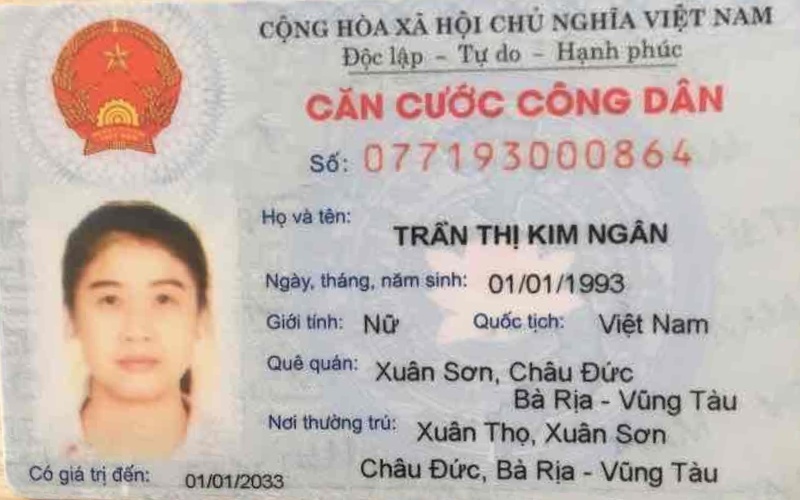 CỘNG HÒA XÃ HỘI CHỦ NGHĨA VIỆT NAM
Độc lập - Tự do - Hạnh phúc
CĂN CƯỚC CÔNG DÂN
Số: 077193000864
Họ và tên:
TRẦN THỊ KIM NGÂN
Ngày, tháng, năm sinh: 01/01/1993
Giới tính: Nữ Quốc tịch: Việt Nam
Quê quán: Xuân Sơn, Châu Đức
Bà Rịa - Vũng Tàu
Nơi thường trú: Xuân Thọ, Xuân Sơn
Châu Đức, Bà Rịa - Vũng Tàu
Có giá trị đến: 01/01/2033